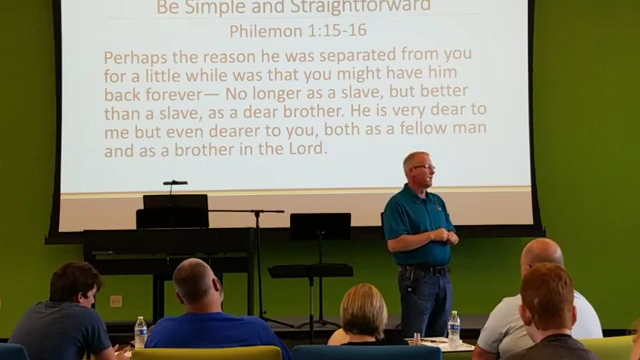 Be Simple and Straightforward
Philemon 1:15-16
Perhaps the reason he was separated from you
for a little while was that you might have him
back forever— No longer as a slave, but better
than a slave, as a dear brother. He is very dear to
me but even dearer to you, both as a fellow man
and as a brother in the Lord.